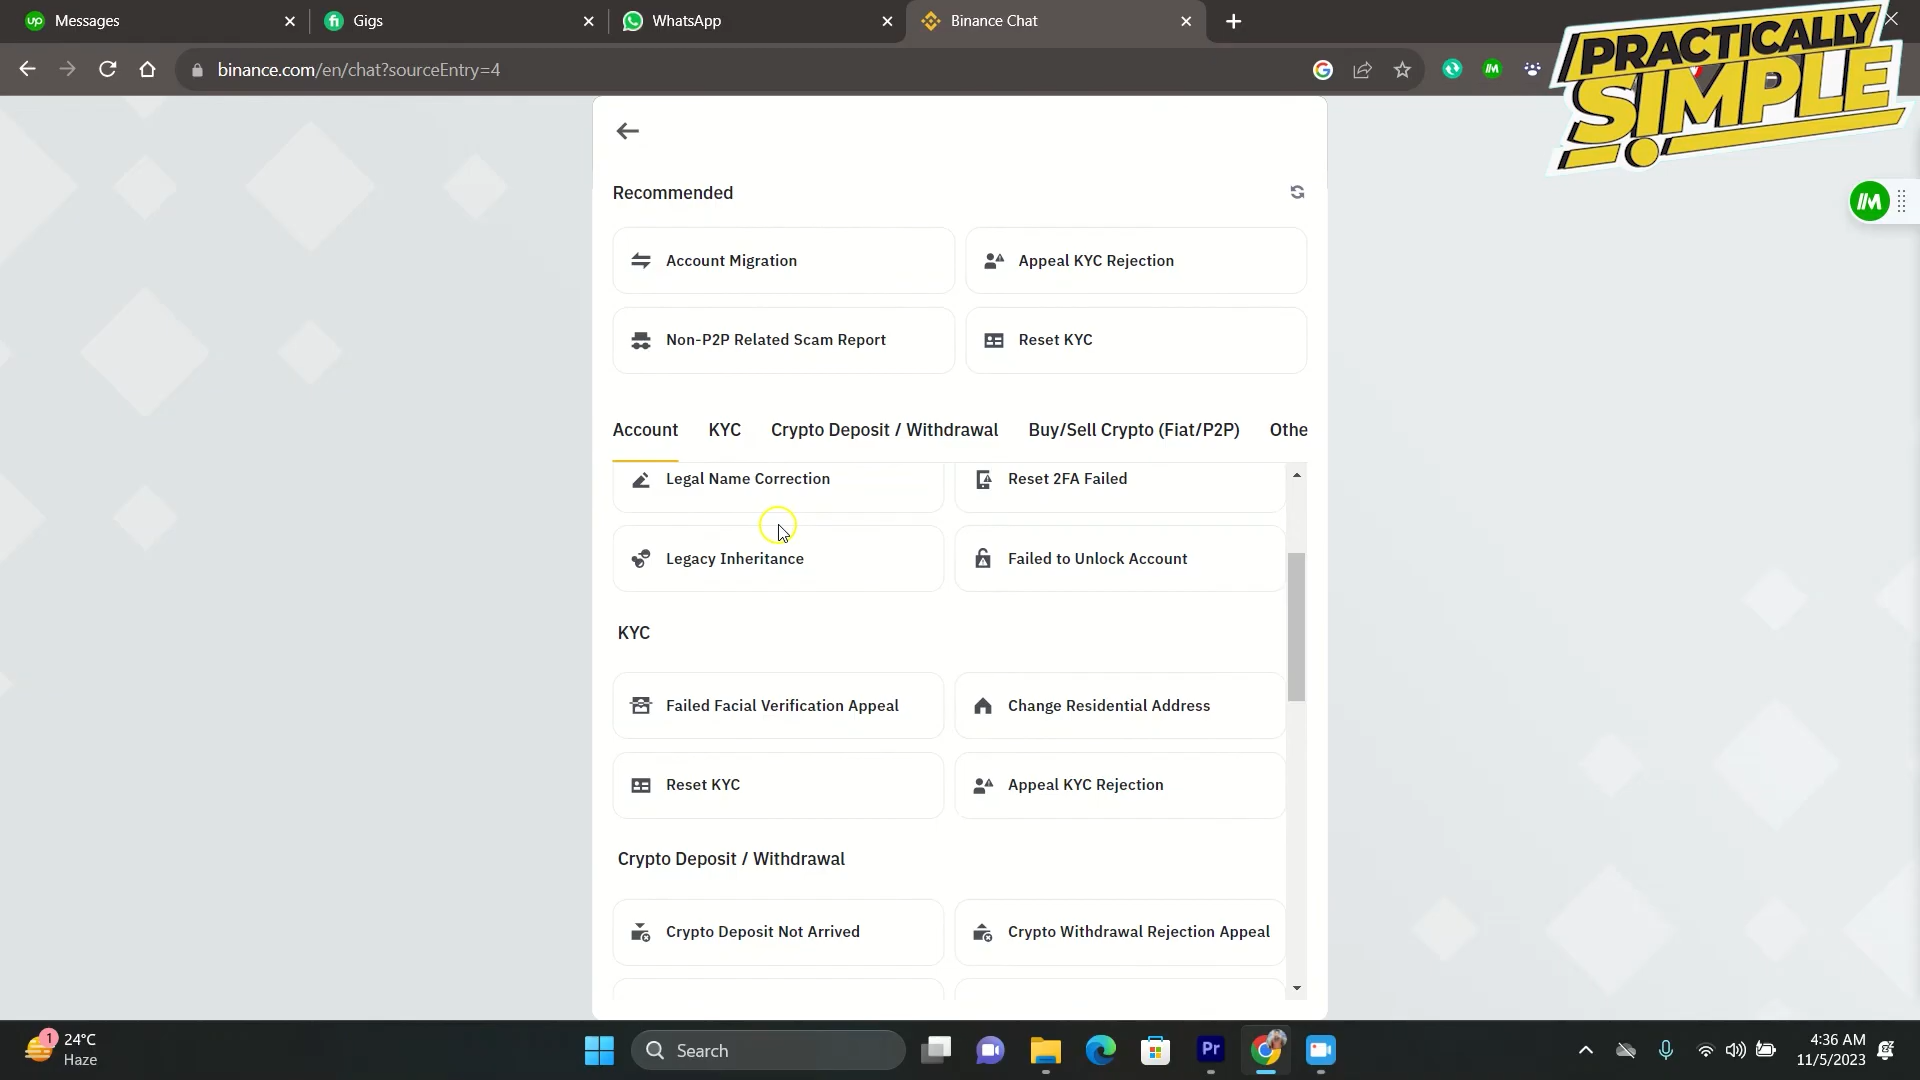 Messages
Gigs
WhatsApp
Binance Chat
binance.com/en/chat?sourceEntry=4
PRACTICALLY
SIMPLE
Recommended
Account Migration
Appeal KYC Rejection
Non-P2P Related Scam Report
Reset KYC
Account
KYC
Crypto Deposit / Withdrawal
Buy/Sell Crypto (Fiat/P2P)
Othe
Legal Name Correction
Reset 2FA Failed
Legacy Inheritance
Failed to Unlock Account
KYC
Failed Facial Verification Appeal
Change Residential Address
Reset KYC
Appeal KYC Rejection
Crypto Deposit / Withdrawal
Crypto Deposit Not Arrived
Crypto Withdrawal Rejection Appeal
1
24°C
Haze
Search
Pr
4:36 AM
11/5/2023